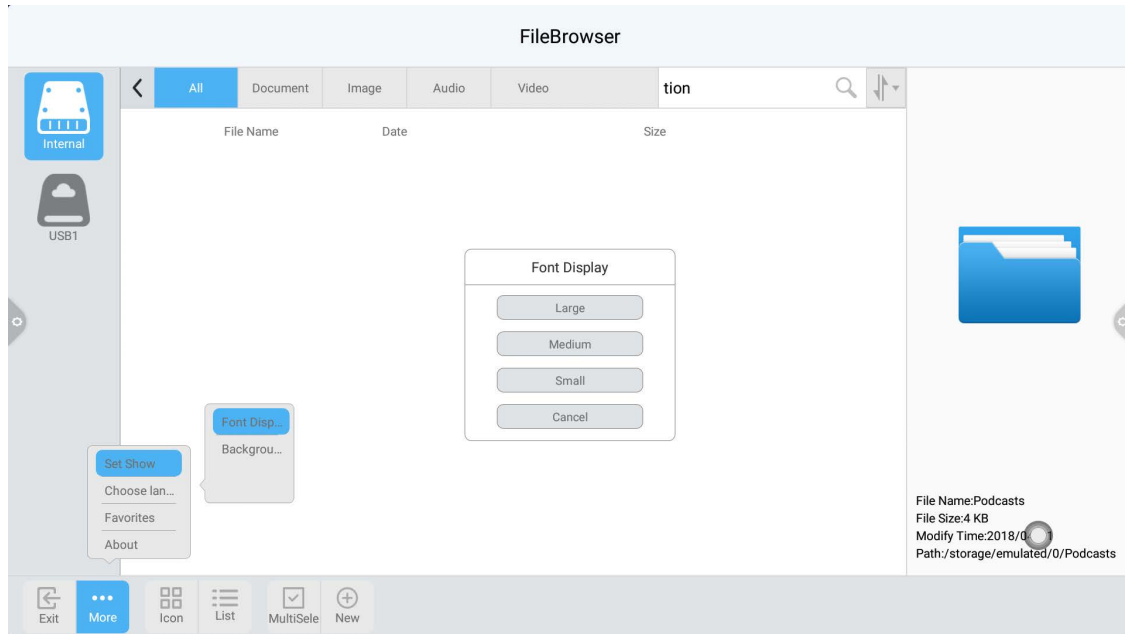 FileBrowser
All Document Image Audio Video tion
Internal
File Name Date Size
USB1
Font Display
Large
Medium
Small
Cancel
Font Disp...
Backgrou...
Set Show
Choose lan...
Favorites
About
File Name:Podcasts
File Size:4 KB
Modify Time:2018/0
Path:/storage/emulated/0/Podcasts
Exit More Icon List MultiSele New